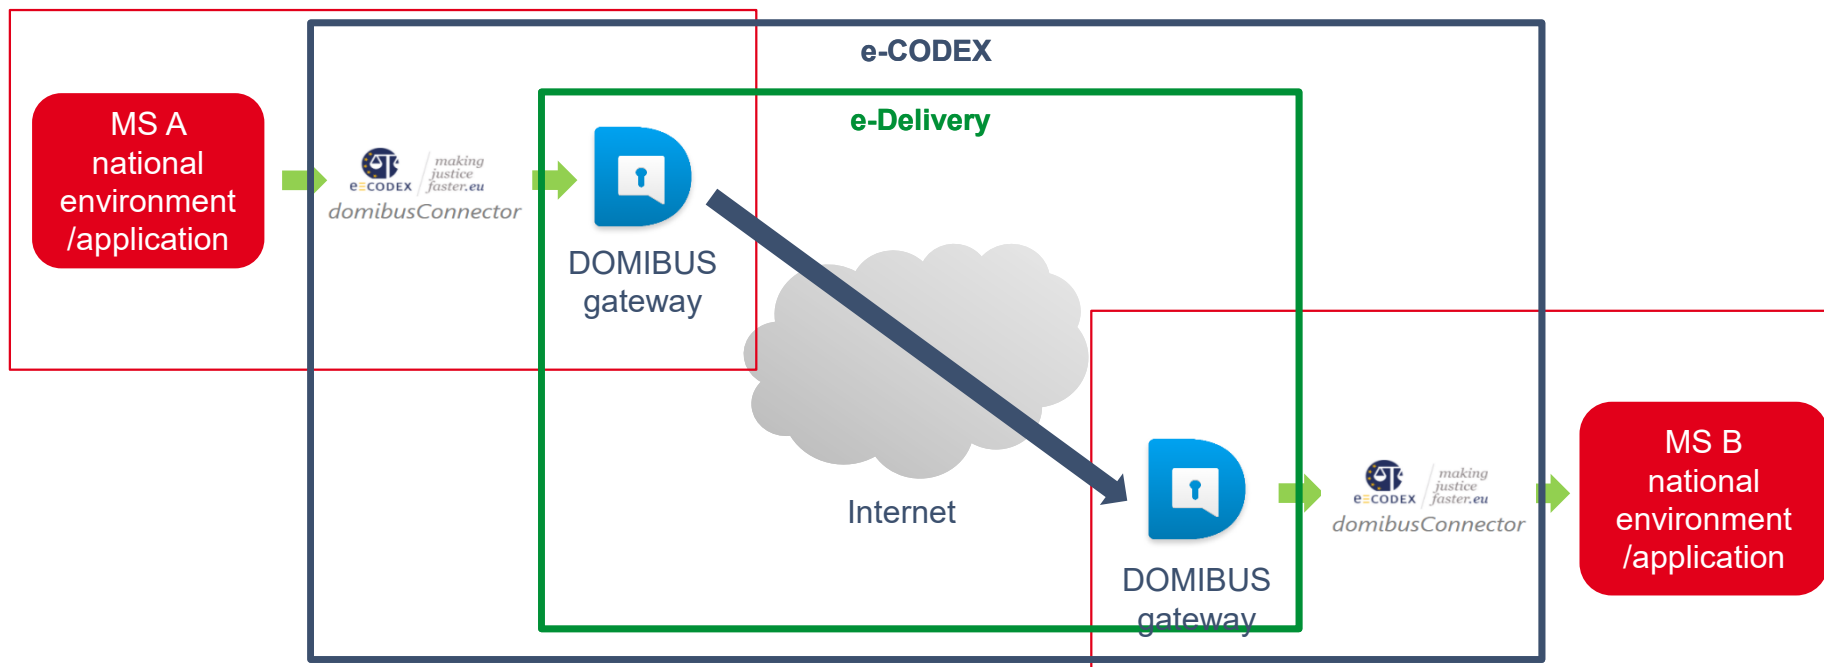 e-CODEX
e-Delivery
MS A
national
environment
/application
e-CODEX
making
justice
faster.eu
domibusConnector
DOMIBUS
gateway
Internet
DOMIBUS
gateway
e-CODEX
making
justice
faster.eu
domibusConnector
MS B
national
environment
/application